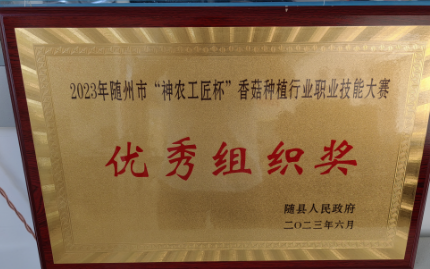 2023年随州市“神农工匠杯”香菇种植行业职业技能大赛
优秀组织奖
随县人民政府
二〇二三年六月